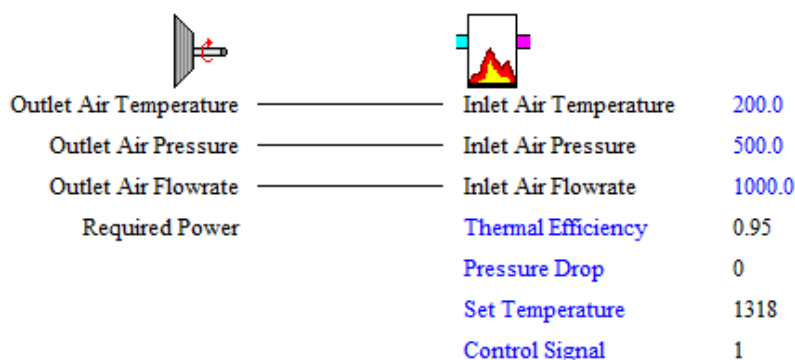 Outlet Air Temperature Inlet Air Temperature 200.0
Outlet Air Pressure Inlet Air Pressure 500.0
Outlet Air Flowrate Inlet Air Flowrate 1000.0
Required Power Thermal Efficiency 0.95
Pressure Drop 0
Set Temperature 1318
Control Signal 1